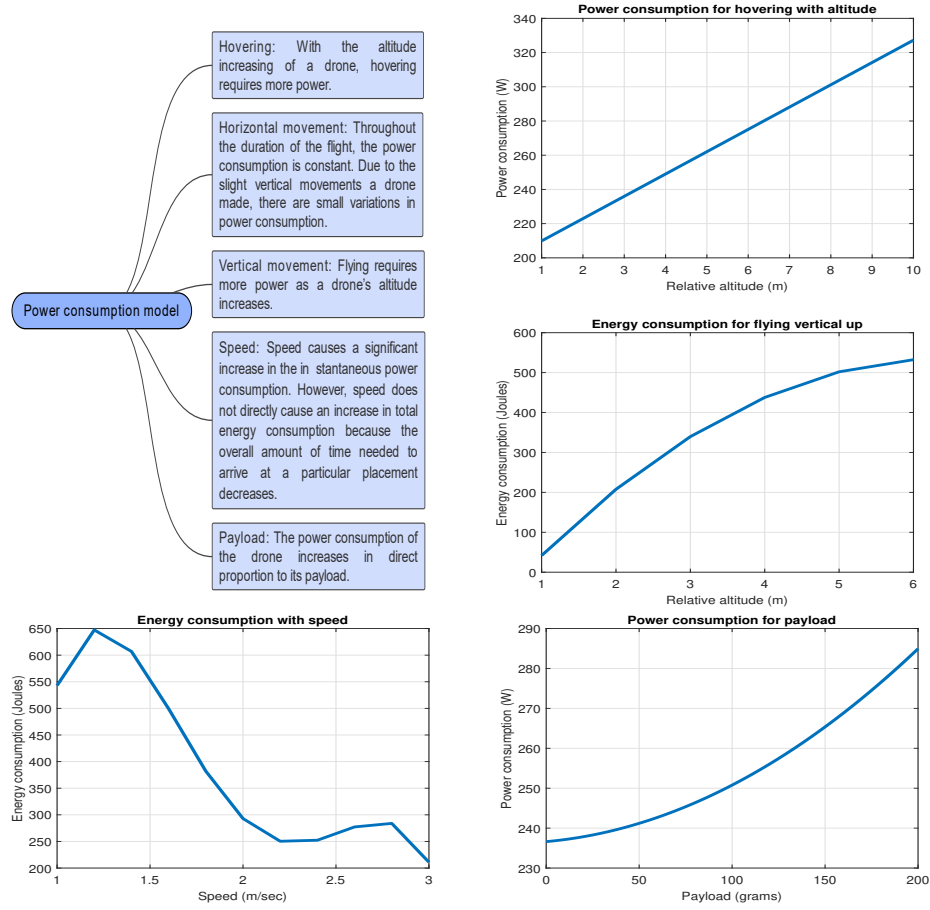 Power consumption model
Hovering: With the altitude
increasing of a drone, hovering
requires more power.
Horizontal movement: Throughout
the duration of the flight, the power
consumption is constant. Due to the
slight vertical movements a drone
made, there are small variations in
power consumption.
Vertical movement: Flying requires
more power as a drone's altitude
increases.
Speed: Speed causes a significant
increase in the in stantaneous power
consumption. However, speed does
not directly cause an increase in total
energy consumption because the
overall amount of time needed to
arrive at a particular placement
decreases.
Payload: The power consumption of
the drone increases in direct
proportion to its payload.
Power consumption for hovering with altitude
Power consumption (W)
340
320
300
280
260
240
220
200
1 2 3 4 5 6 7 8 9 10
Relative altitude (m)
Energy consumption for flying vertical up
Energy consumption (Joules)
600
500
400
300
200
100
0
1 2 3 4 5 6
Relative altitude (m)
Energy consumption with speed
Energy consumption (Joules)
650
600
550
500
450
400
350
300
250
200
1 1.5 2 2.5 3
Speed (m/sec)
Power consumption for payload
Power consumption (W)
290
280
270
260
250
240
230
0 50 100 150 200
Payload (grams)